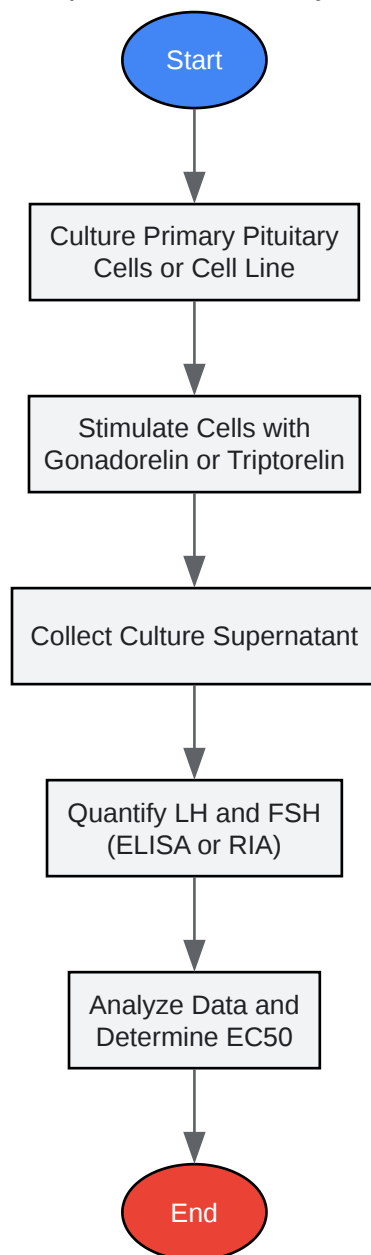 Start
Culture Primary Pituitary
Cells or Cell Line
Stimulate Cells with
Gonadorelin or Triptorelin
Collect Culture Supernatant
Quantify LH and FSH
(ELISA or RIA)
Analyze Data and
Determine EC50
End